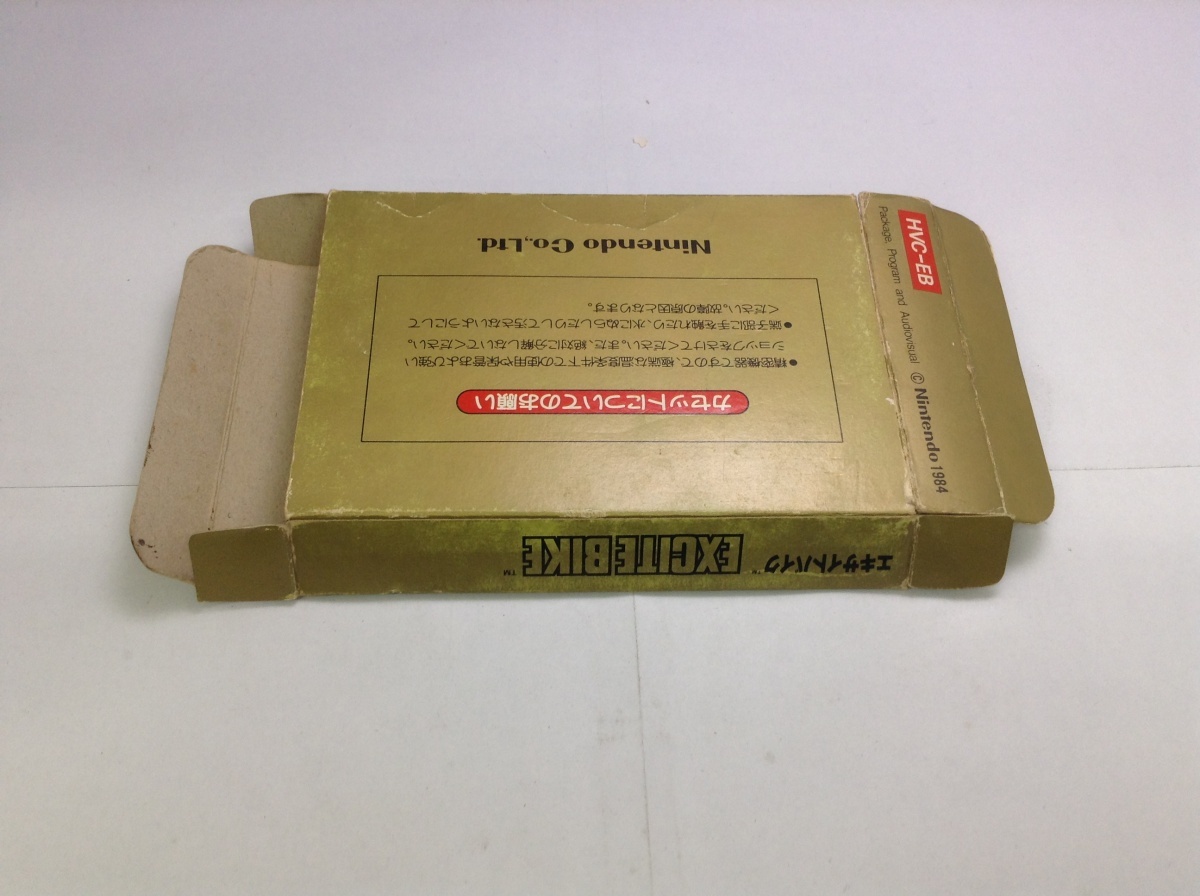 エキサイトバイク™
EXCITEBIKE™
カセットについてのお願い
●精密機器ですので、極端な温度条件下での使用や保管および強い
ショックをさけてください。また、絶対に分解しないでください。
●端子部に手を触れたり、水にぬらしたりして汚さないようにして
ください。故障の原因となります。
Nintendo Co.,Ltd.
HVC-EB
Package, Program and Audiovisual © Nintendo 1984